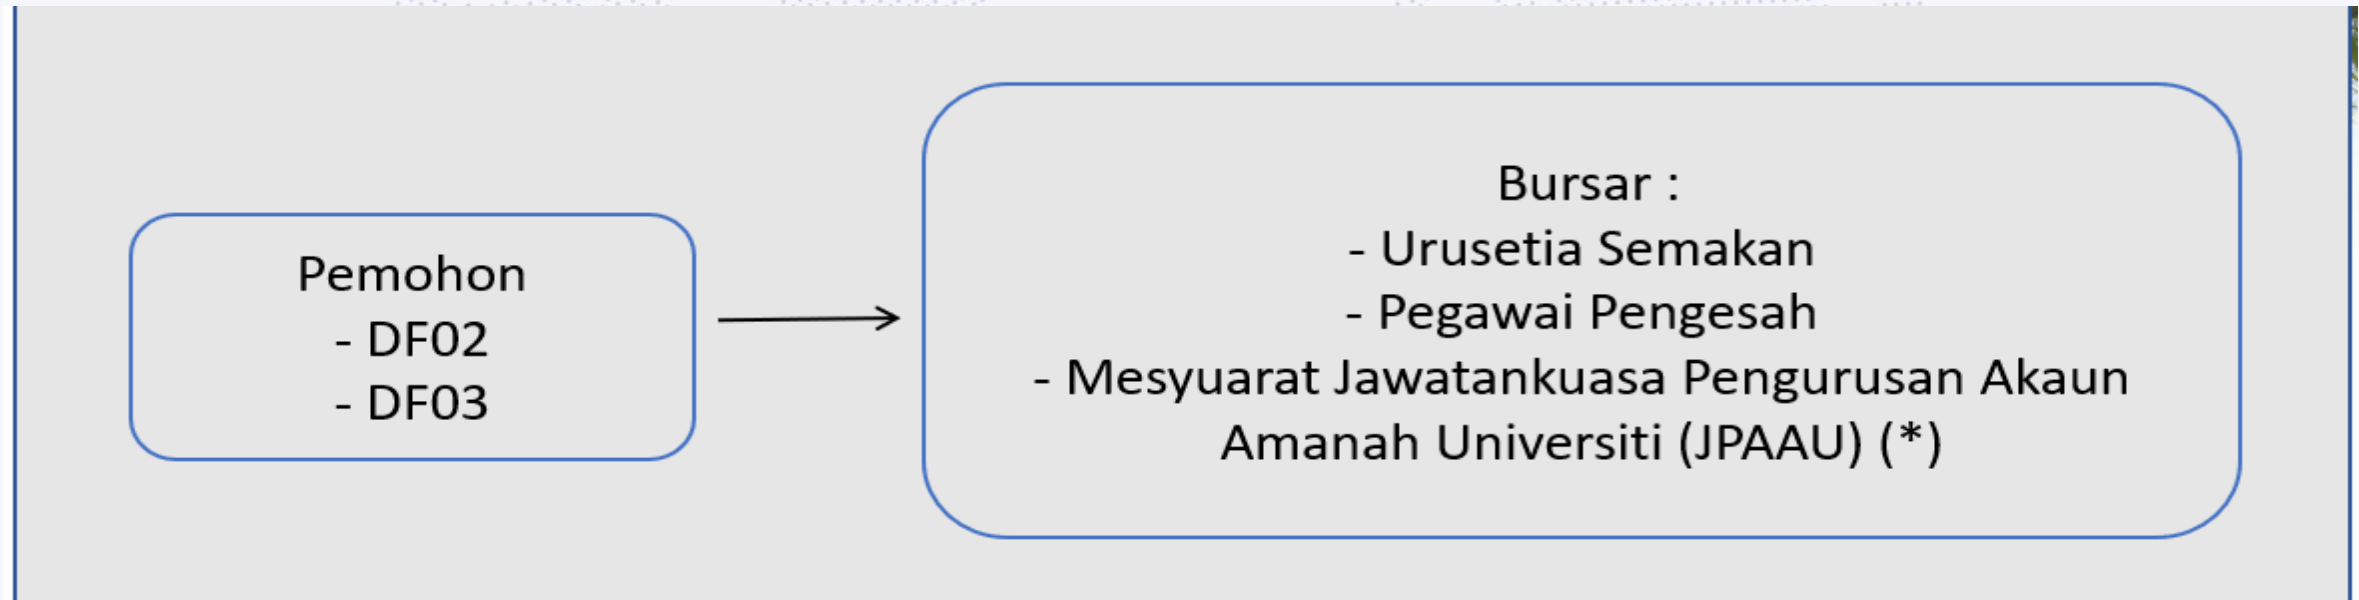 Pemohon
- DF02
- DF03
Bursar :
- Urusetia Semakan
- Pegawai Pengesah
- Mesyuarat Jawatankuasa Pengurusan Akaun
Amanah Universiti (JPAAU) (*)